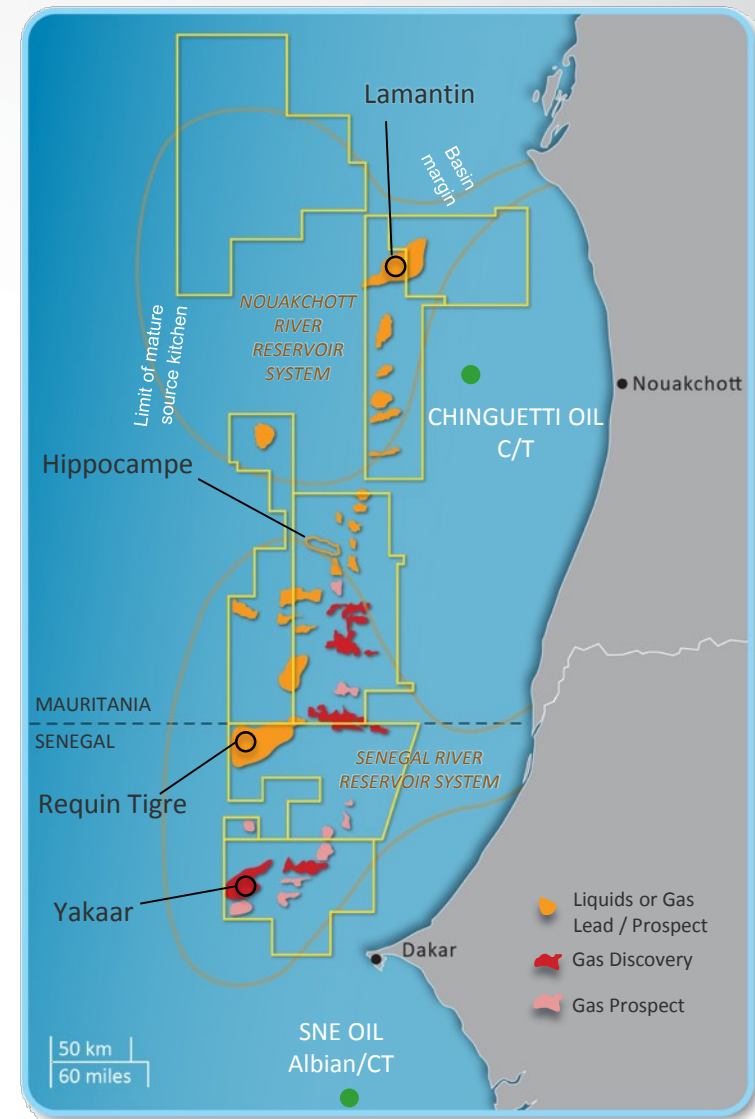 Lamantin
Basin
margin
NOUAKCHOTT
RIVER
RESERVOIR
SYSTEM
Limit of mature
source kitchen
Nouakchott
CHINGUETTI OIL
C/T
Hippocampe
MAURITANIA
SENEGAL
SENEGAL RIVER
RESERVOIR SYSTEM
Requin Tigre
Yakaar
Liquids or Gas
Lead / Prospect
Gas Discovery
Gas Prospect
Dakar
SNE OIL
Albian/CT
50 km
60 miles